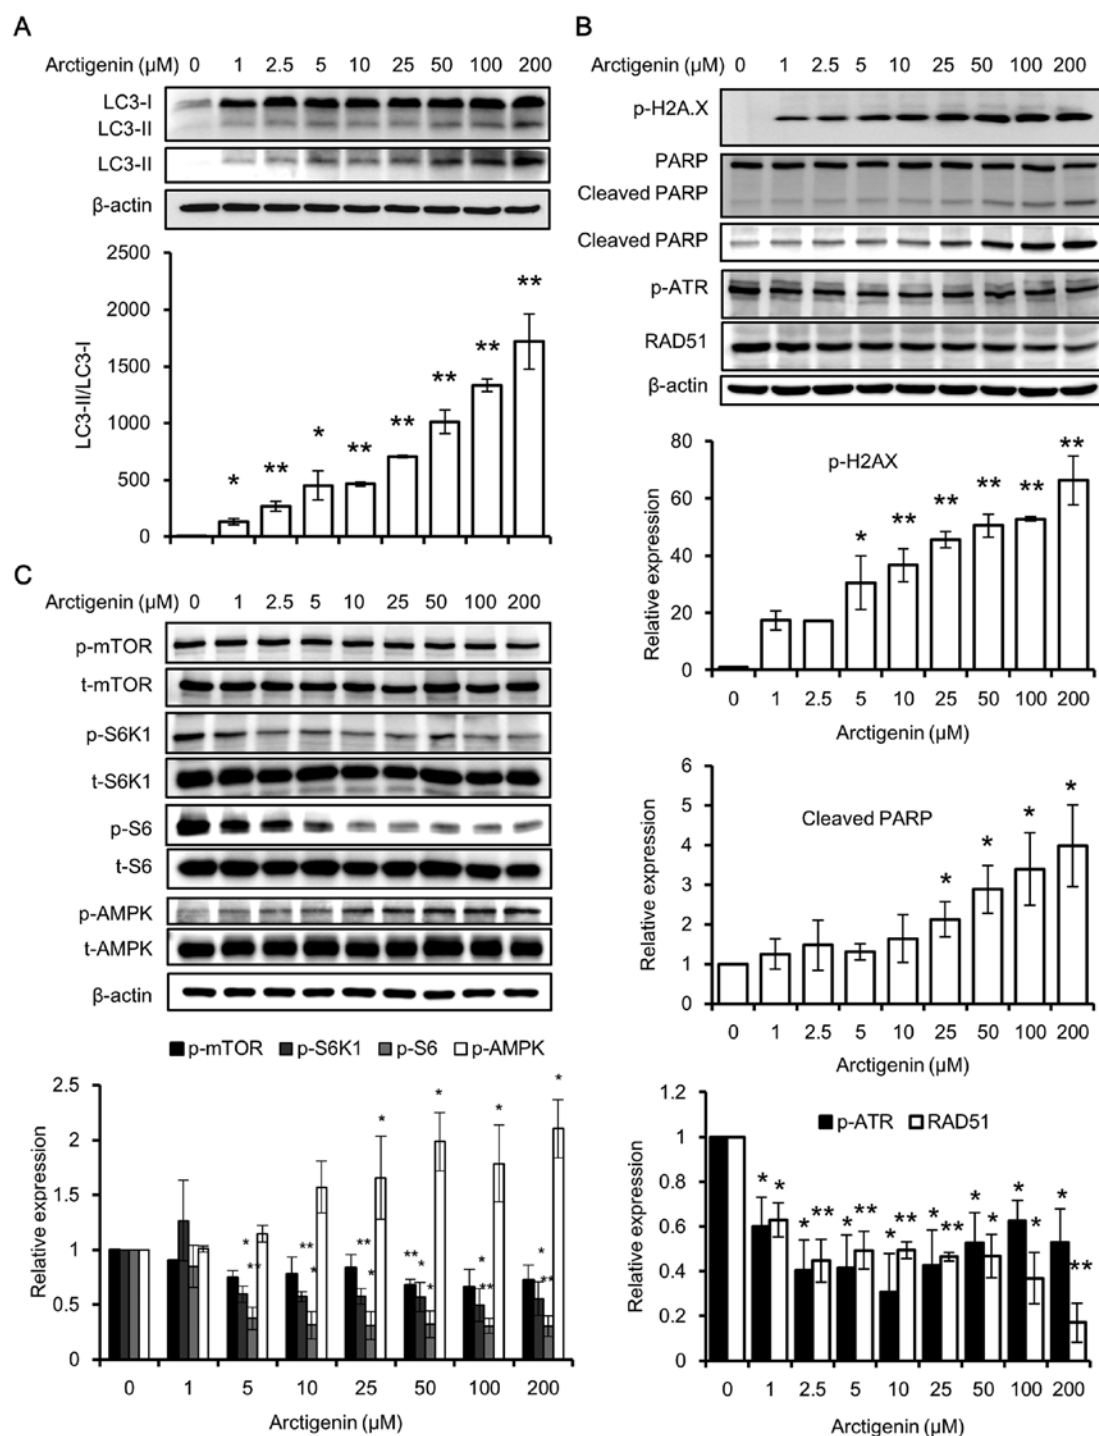 A
Arctigenin (µM) 0 1 2.5 5 10 25 50 100 200
LC3-I
LC3-II
LC3-II
β-actin
2500
2000
1500
1000
500
0
LC3-II/LC3-I
* ** * ** ** ** ** **
B
Arctigenin (µM) 0 1 2.5 5 10 25 50 100 200
p-H2A.X
PARP
Cleaved PARP
Cleaved PARP
p-ATR
RAD51
β-actin
80
60
40
20
0
Relative expression
p-H2AX
* ** ** ** ** **
0 1 2.5 5 10 25 50 100 200
Arctigenin (µM)
6
5
4
3
2
1
0
Relative expression
Cleaved PARP
* * * *
0 1 2.5 5 10 25 50 100 200
Arctigenin (µM)
1.2
1
0.8
0.6
0.4
0.2
0
Relative expression
p-ATR RAD51
* * * ** * ** * ** * ** * * * * * **
0 1 2.5 5 10 25 50 100 200
Arctigenin (µM)
C
Arctigenin (µM) 0 1 2.5 5 10 25 50 100 200
p-mTOR
t-mTOR
p-S6K1
t-S6K1
p-S6
t-S6
p-AMPK
t-AMPK
β-actin
p-mTOR p-S6K1 p-S6 p-AMPK
2.5
2
1.5
1
0.5
0
Relative expression
* ** ** * ** * * ** * * * * ** * * ** *
0 1 5 10 25 50 100 200
Arctigenin (µM)